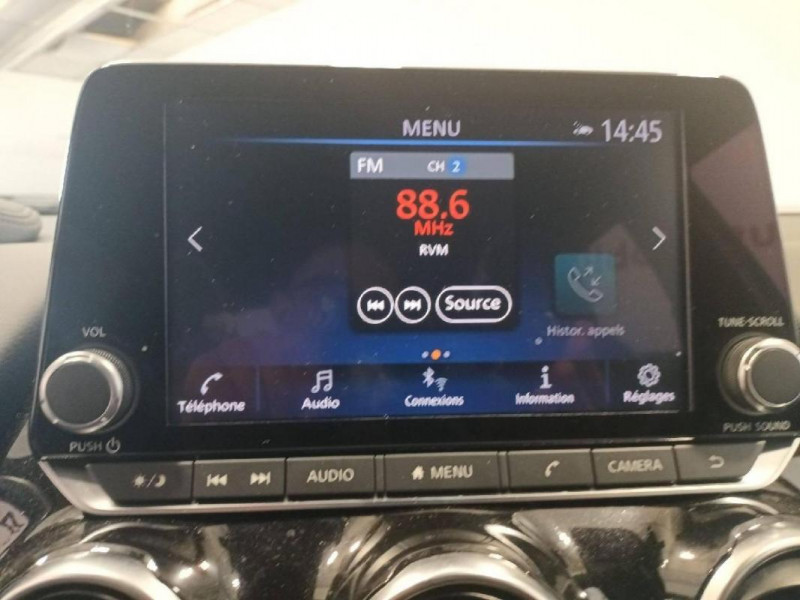 MENU
14:45
FM CH 2
88.6
MHz
RVM
Source
Histor. appels
VOL
TUNE·SCROLL
Téléphone
Audio
Connexions
Information
Réglages
PUSH
PUSH SOUND
AUDIO
MENU
CAMERA